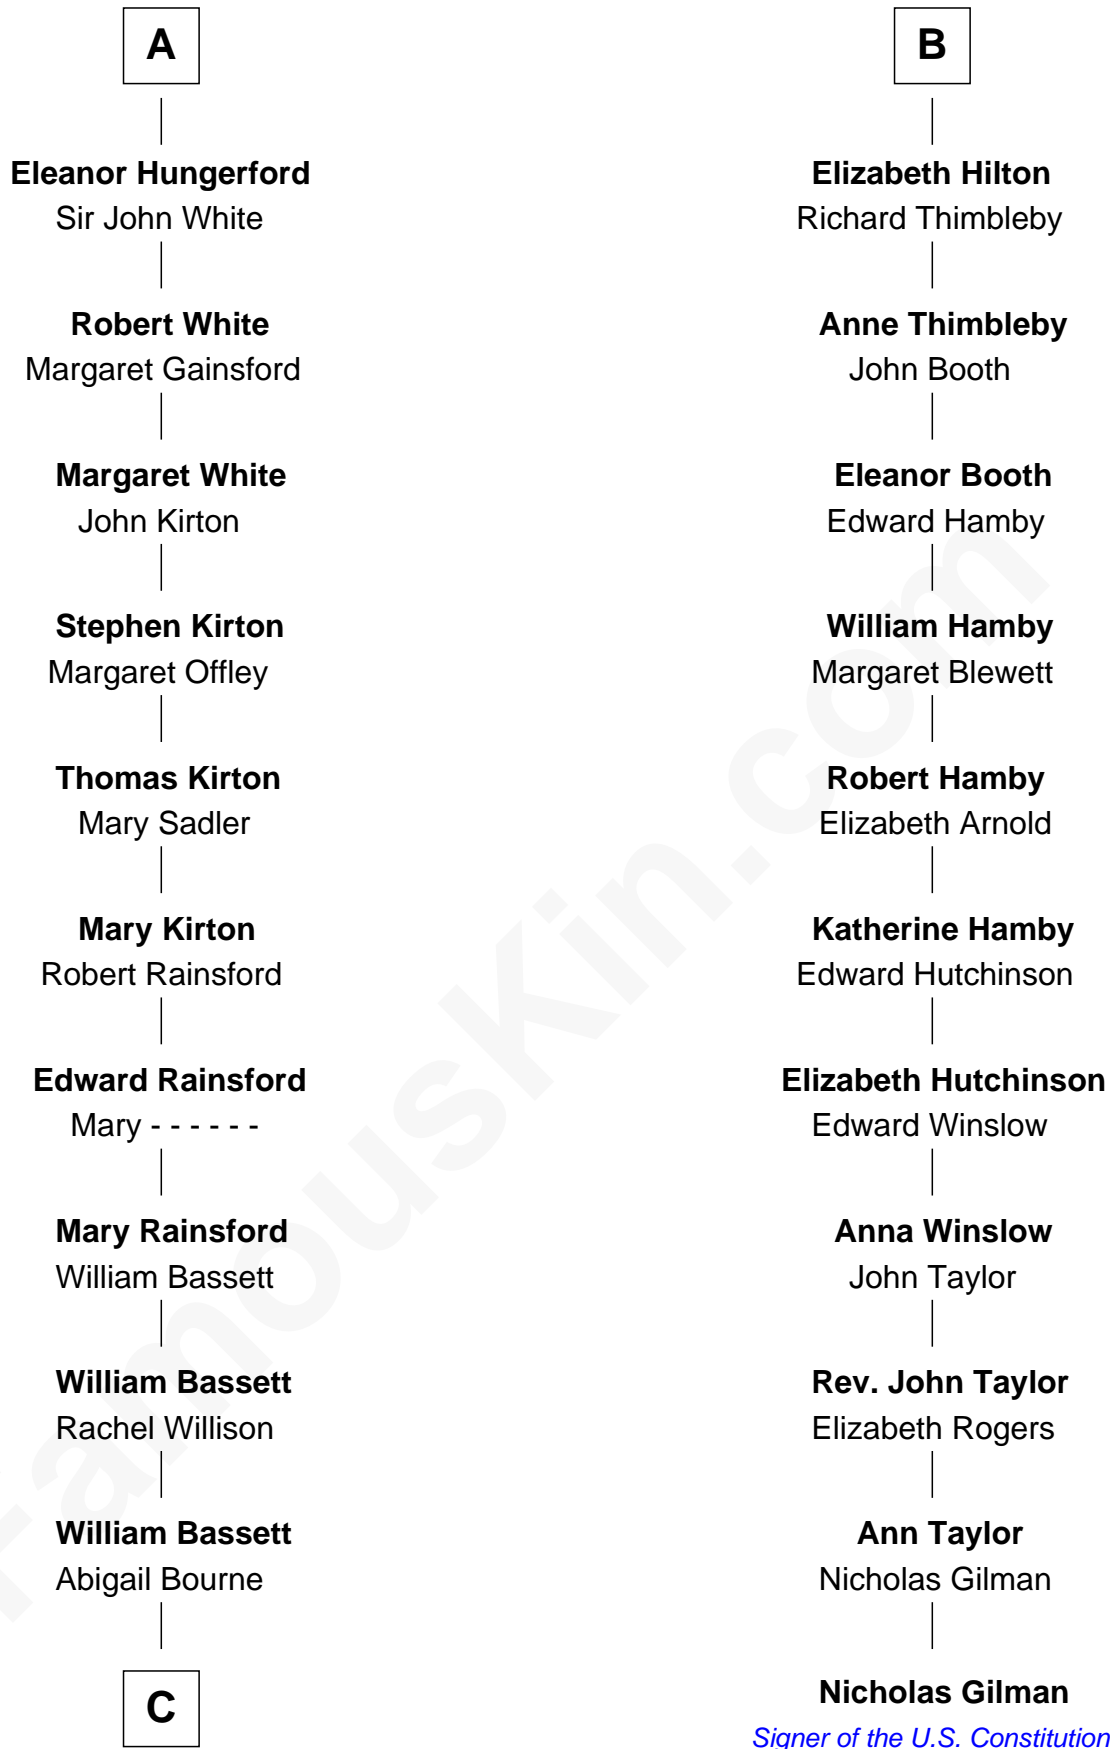 A
Eleanor Hungerford
Sir John White
Robert White
Margaret Gainsford
Margaret White
John Kirton
Stephen Kirton
Margaret Offley
Thomas Kirton
Mary Sadler
Mary Kirton
Robert Rainsford
Edward Rainsford
Mary - - - - - -
Mary Rainsford
William Bassett
William Bassett
Rachel Willison
William Bassett
Abigail Bourne
C
B
Elizabeth Hilton
Richard Thimbleby
Anne Thimbleby
John Booth
Eleanor Booth
Edward Hamby
William Hamby
Margaret Blewett
Robert Hamby
Elizabeth Arnold
Katherine Hamby
Edward Hutchinson
Elizabeth Hutchinson
Edward Winslow
Anna Winslow
John Taylor
Rev. John Taylor
Elizabeth Rogers
Ann Taylor
Nicholas Gilman
Nicholas Gilman
Signer of the U.S. Constitution
FamousKin.com